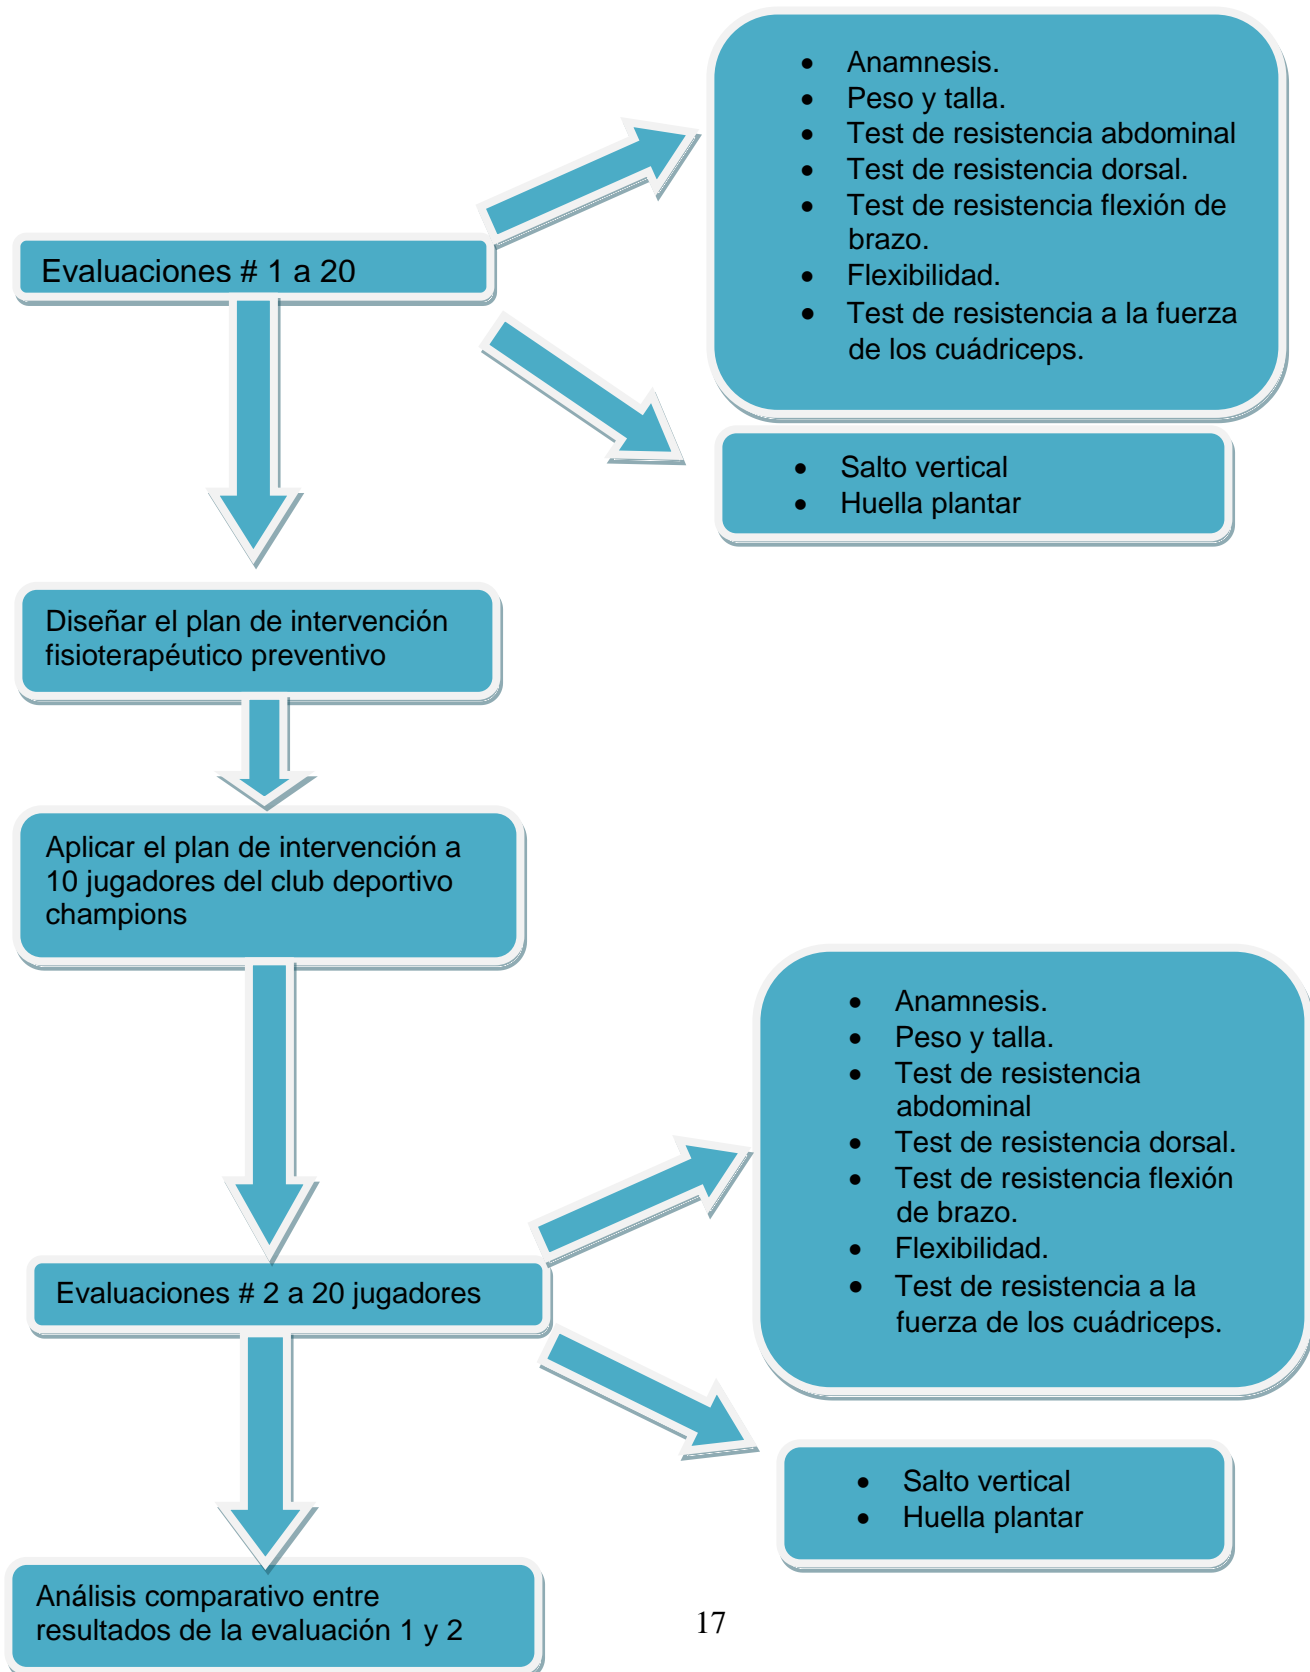 • Anamnesis.
• Peso y talla.
• Test de resistencia abdominal
• Test de resistencia dorsal.
• Test de resistencia flexión de
brazo.
• Flexibilidad.
• Test de resistencia a la fuerza
de los cuádriceps.
Evaluaciones # 1 a 20
• Salto vertical
• Huella plantar
Diseñar el plan de intervención
fisioterapéutico preventivo
Aplicar el plan de intervención a
10 jugadores del club deportivo
champions
• Anamnesis.
• Peso y talla.
• Test de resistencia
abdominal
• Test de resistencia dorsal.
• Test de resistencia flexión
de brazo.
• Flexibilidad.
• Test de resistencia a la
fuerza de los cuádriceps.
Evaluaciones # 2 a 20 jugadores
• Salto vertical
• Huella plantar
Análisis comparativo entre
resultados de la evaluación 1 y 2
17